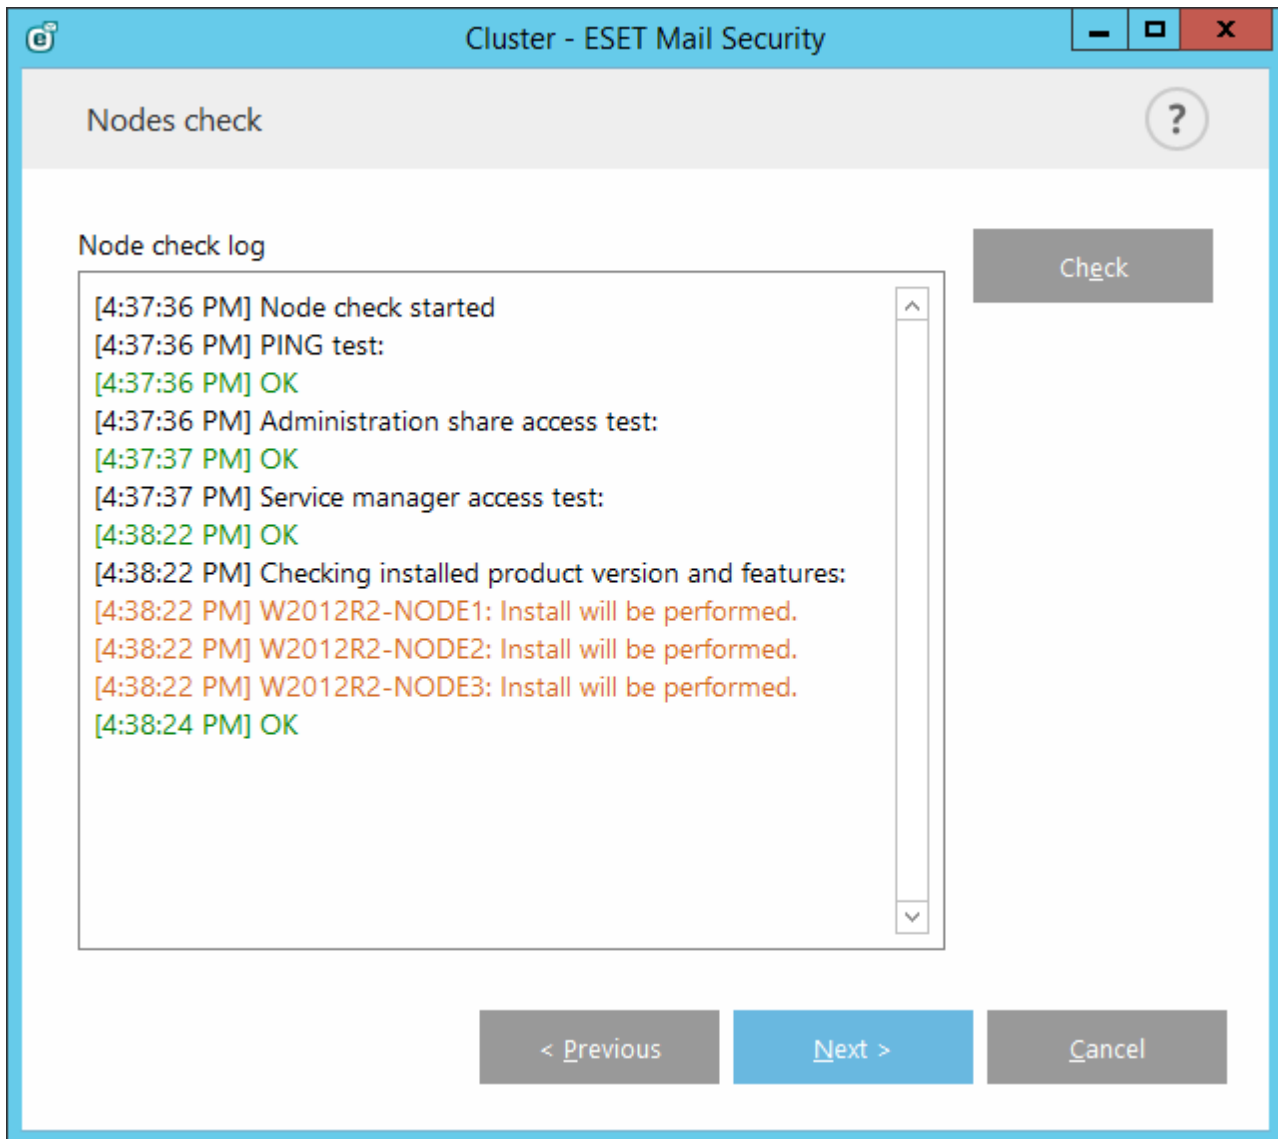 Cluster - ESET Mail Security
Nodes check
?
Node check log
Check
[4:37:36 PM] Node check started
[4:37:36 PM] PING test:
[4:37:36 PM] OK
[4:37:36 PM] Administration share access test:
[4:37:37 PM] OK
[4:37:37 PM] Service manager access test:
[4:38:22 PM] OK
[4:38:22 PM] Checking installed product version and features:
[4:38:22 PM] W2012R2-NODE1: Install will be performed.
[4:38:22 PM] W2012R2-NODE2: Install will be performed.
[4:38:22 PM] W2012R2-NODE3: Install will be performed.
[4:38:24 PM] OK
< Previous
Next >
Cancel